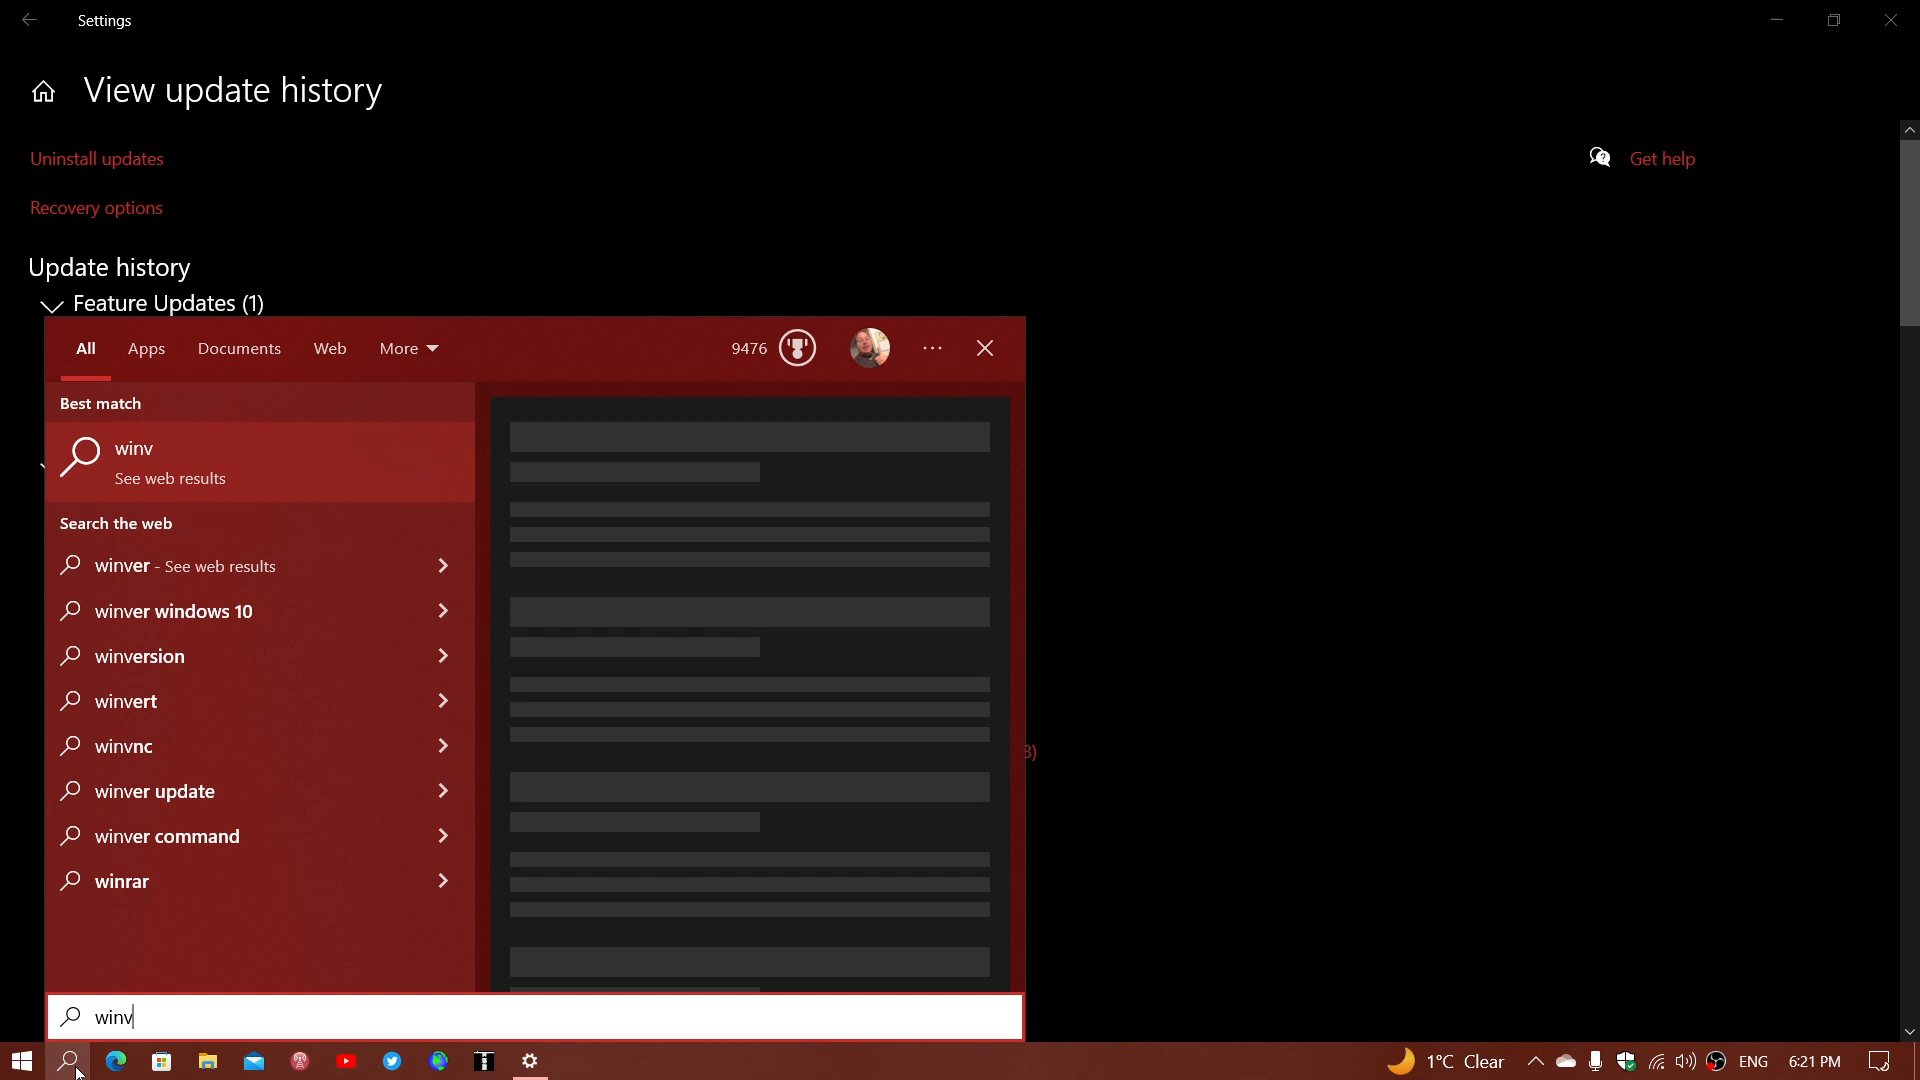 Settings
View update history
Uninstall updates
Get help
Recovery options
Update history
Feature Updates (1)
All Apps Documents Web More 9476
Best match
winv
See web results
Search the web
winver - See web results
winver windows 10
winversion
winvert
winvnc
3)
winver update
winver command
winrar
winv
1°C Clear ENG 6:21 PM